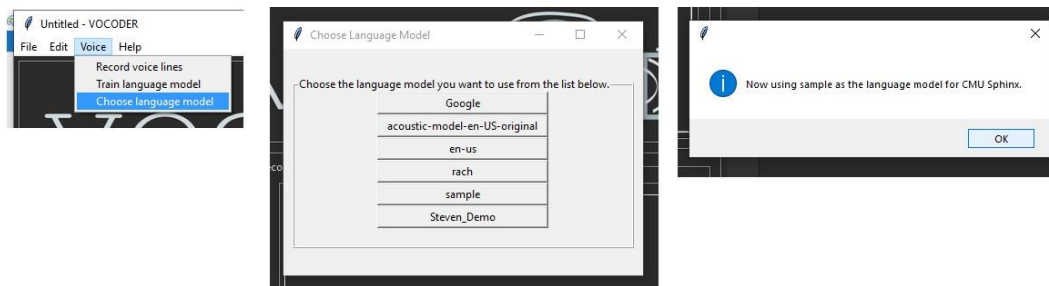 Untitled - VOCODER
File Edit Voice Help
Record voice lines
Train language model
Choose language model
Choose Language Model
Choose the language model you want to use from the list below.
Google
acoustic-model-en-US-original
en-us
rach
sample
Steven_Demo
Now using sample as the language model for CMU Sphinx.
OK